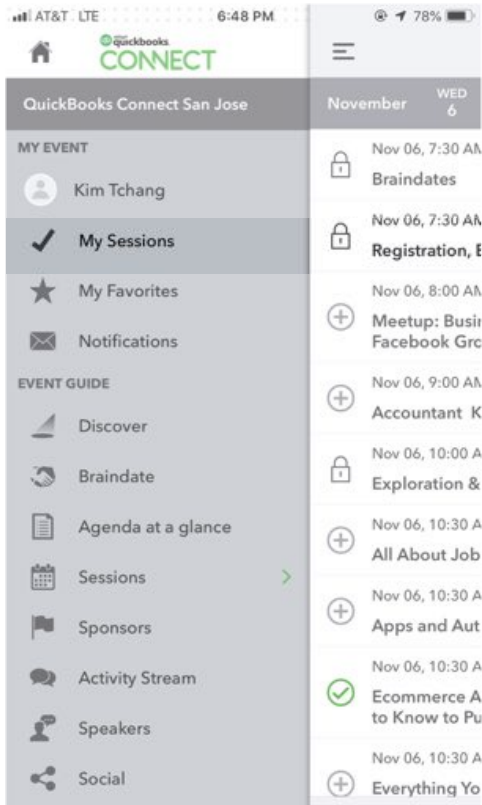 AT&T LTE 6:48 PM 78%
quickbooks.
CONNECT
QuickBooks Connect San Jose
MY EVENT
Kim Tchang
My Sessions
My Favorites
Notifications
EVENT GUIDE
Discover
Braindate
Agenda at a glance
Sessions
Sponsors
Activity Stream
Speakers
Social
November WED
6
Nov 06, 7:30 AM
Braindates
Nov 06, 7:30 AM
Registration,
Nov 06, 8:00 AM
Meetup:
Facebook
Nov 06, 9:00 AM
Accountant
Nov 06, 10:00 A
Exploration &
Nov 06, 10:30 A
All About Job
Nov 06, 10:30 A
Apps and Aut
Nov 06, 10:30 A
Ecommerce A
to Know to Pu
Nov 06, 10:30 A
Everything Yo